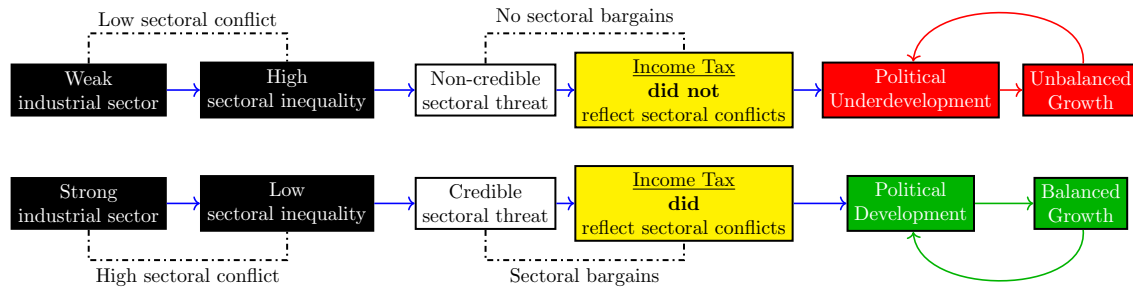 Low sectoral conflict
No sectoral bargains
Weak
industrial sector
High
sectoral inequality
Non-credible
sectoral threat
Income Tax
did not
reflect sectoral conflicts
Political
Underdevelopment
Unbalanced
Growth
Strong
industrial sector
Low
sectoral inequality
Credible
sectoral threat
Income Tax
did
reflect sectoral conflicts
Political
Development
Balanced
Growth
High sectoral conflict
Sectoral bargains